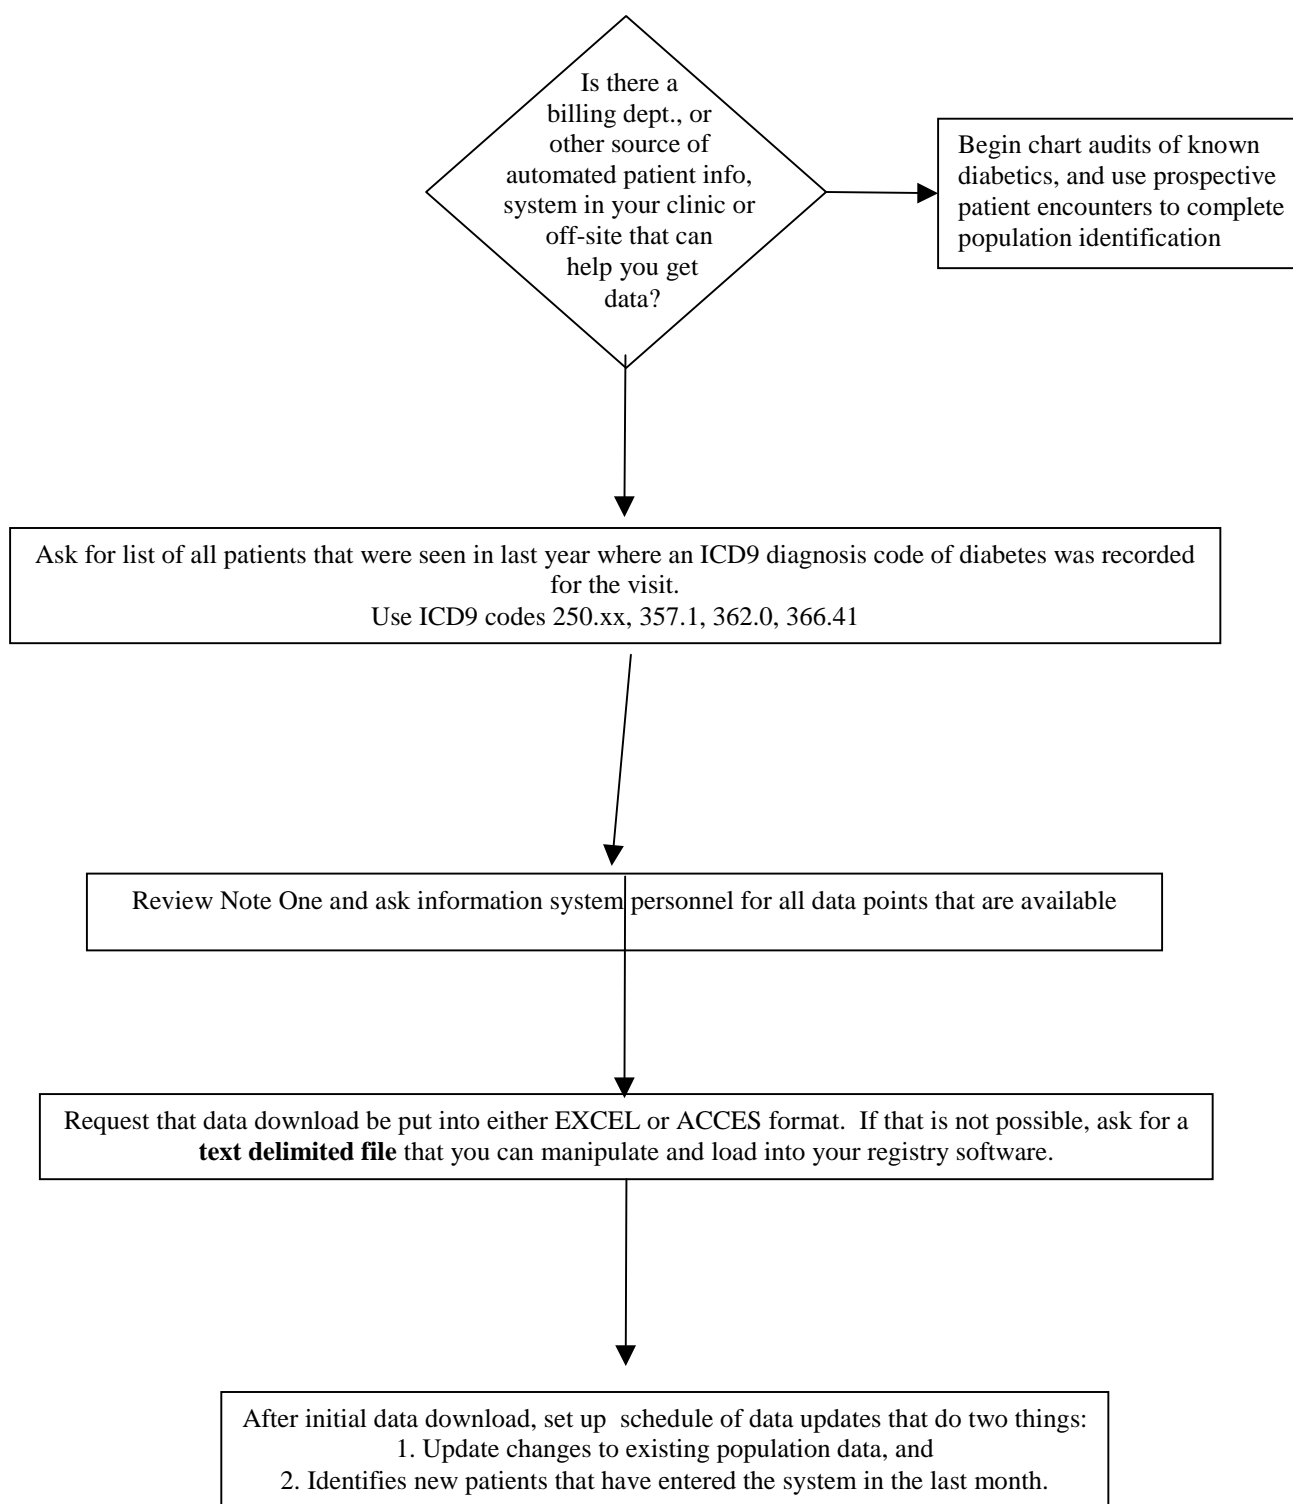 Is there a
billing dept., or
other source of
automated patient info,
system in your clinic or
off-site that can
help you get
data?
Begin chart audits of known
diabetics, and use prospective
patient encounters to complete
population identification
Ask for list of all patients that were seen in last year where an ICD9 diagnosis code of diabetes was recorded
for the visit.
Use ICD9 codes 250.xx, 357.1, 362.0, 366.41
Review Note One and ask information system personnel for all data points that are available
Request that data download be put into either EXCEL or ACCES format.  If that is not possible, ask for a
text delimited file that you can manipulate and load into your registry software.
After initial data download, set up  schedule of data updates that do two things:
1. Update changes to existing population data, and
2. Identifies new patients that have entered the system in the last month.